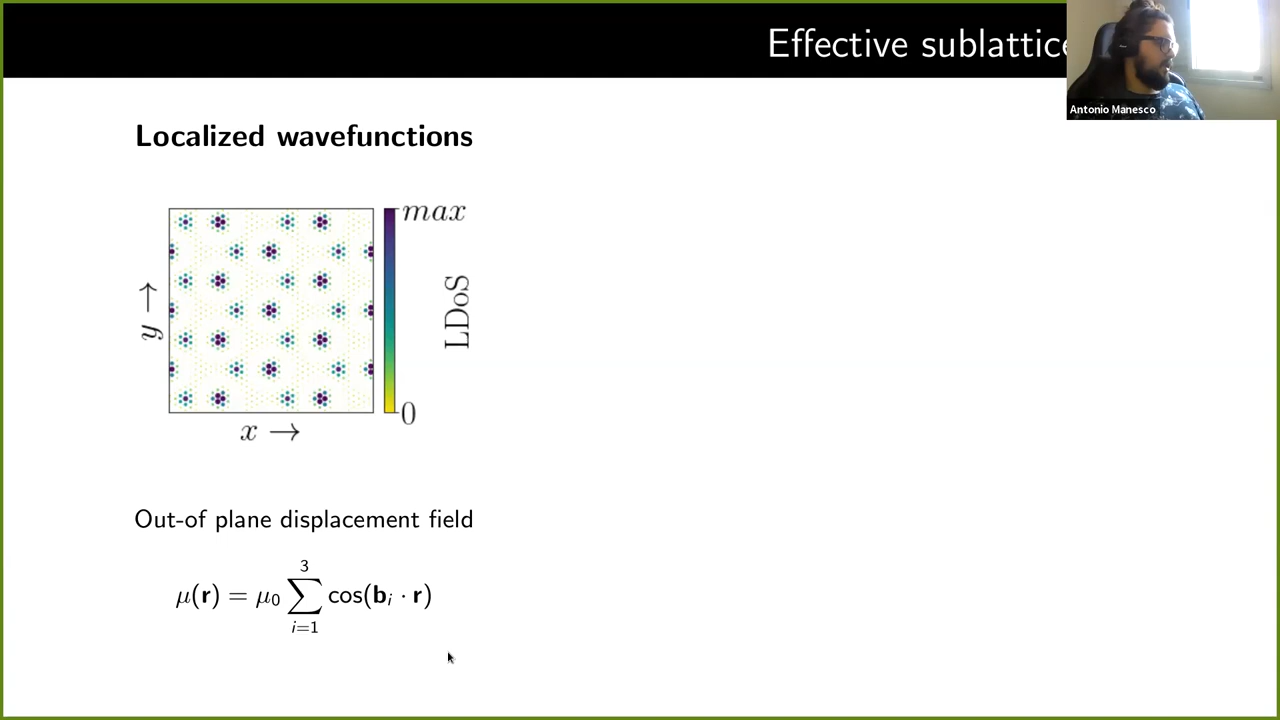 Effective sublattice
Antonio Manesco
Localized wavefunctions
max
LDoS
0
y →
x →
Out-of plane displacement field
μ(r) = μ₀ ∑_{i=1}^{3} cos(b_i · r)